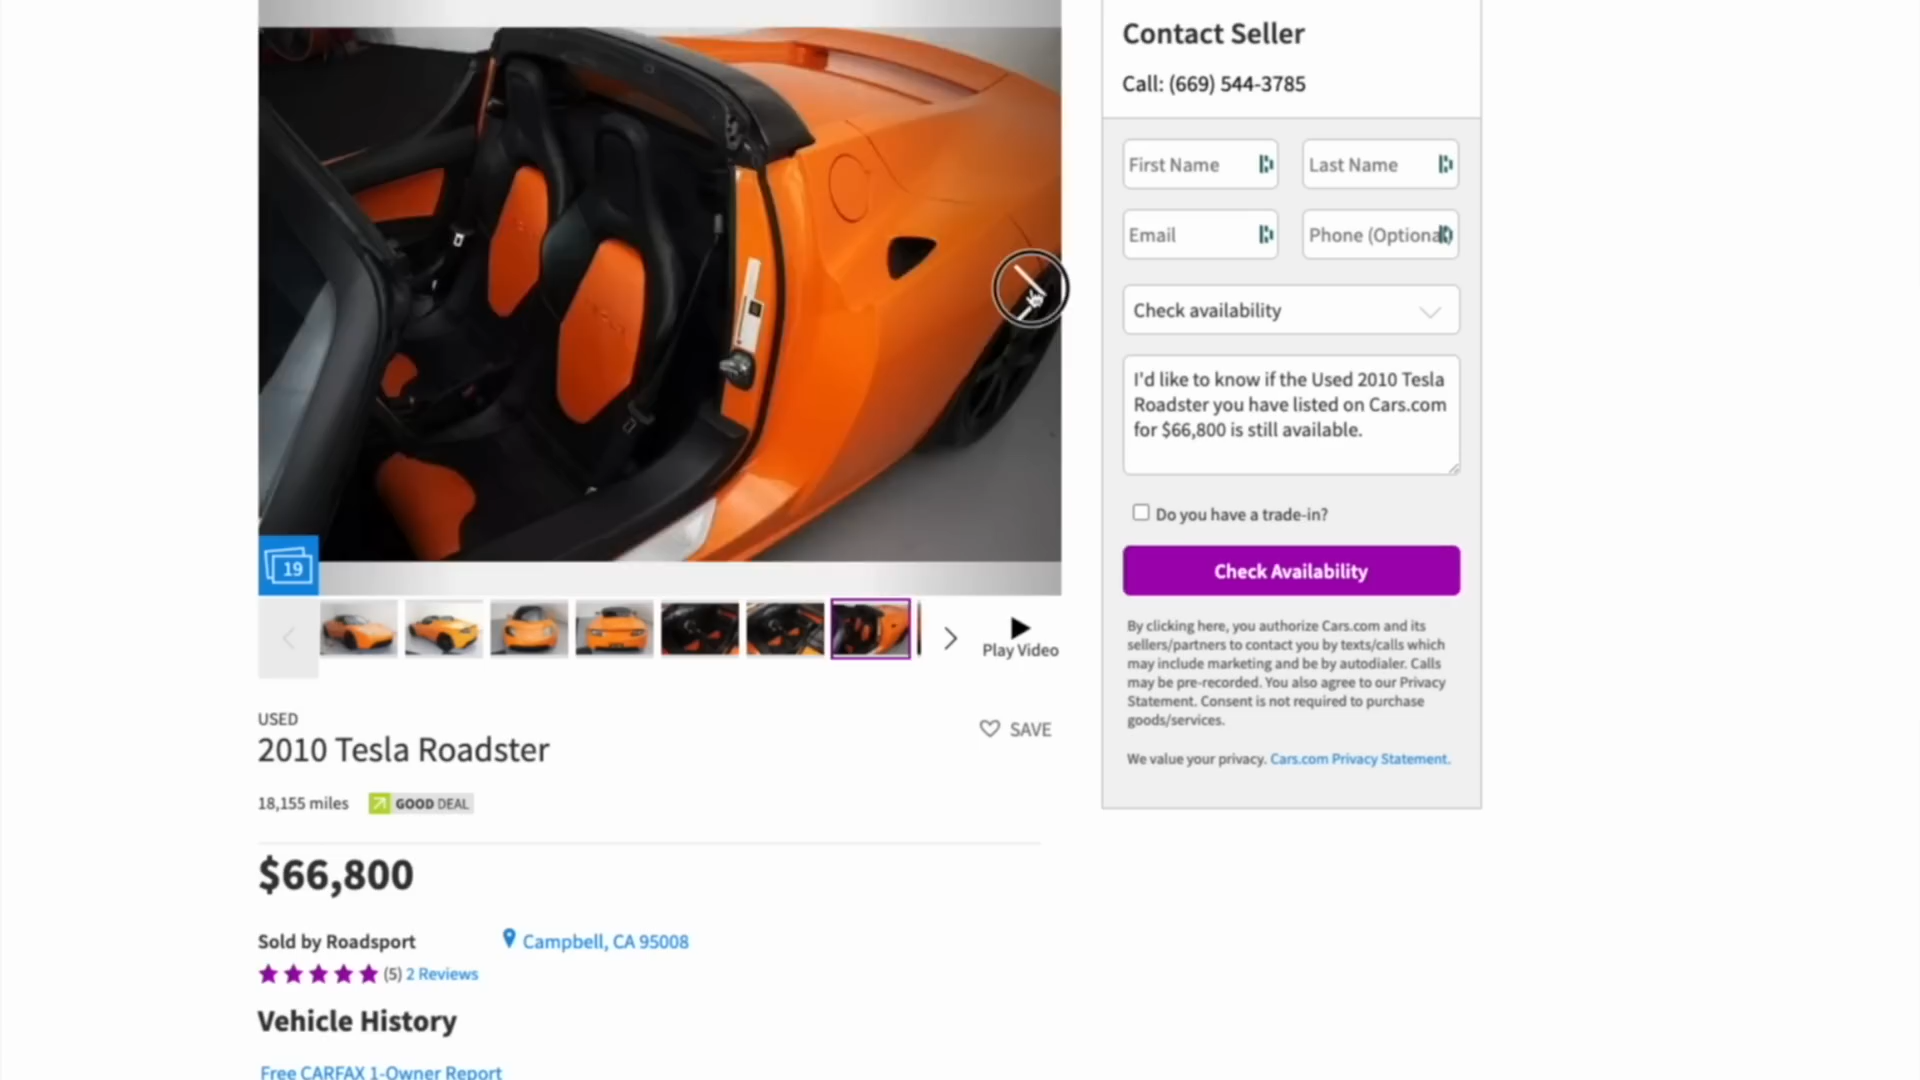 Contact Seller
Call: (669) 544-3785
First Name
Last Name
Email
Phone (Optional)
Check availability
I'd like to know if the Used 2010 Tesla
Roadster you have listed on Cars.com
for $66,800 is still available.
Do you have a trade-in?
Check Availability
By clicking here, you authorize Cars.com and its
sellers/partners to contact you by texts/calls which
may include marketing and be by autodialer. Calls
may be pre-recorded. You also agree to our Privacy
Statement. Consent is not required to purchase
goods/services.
We value your privacy. Cars.com Privacy Statement.
19
Play Video
USED
2010 Tesla Roadster
SAVE
18,155 miles
GOOD DEAL
$66,800
Sold by Roadsport
Campbell, CA 95008
(5) 2 Reviews
Vehicle History
Free CARFAX 1-Owner Report